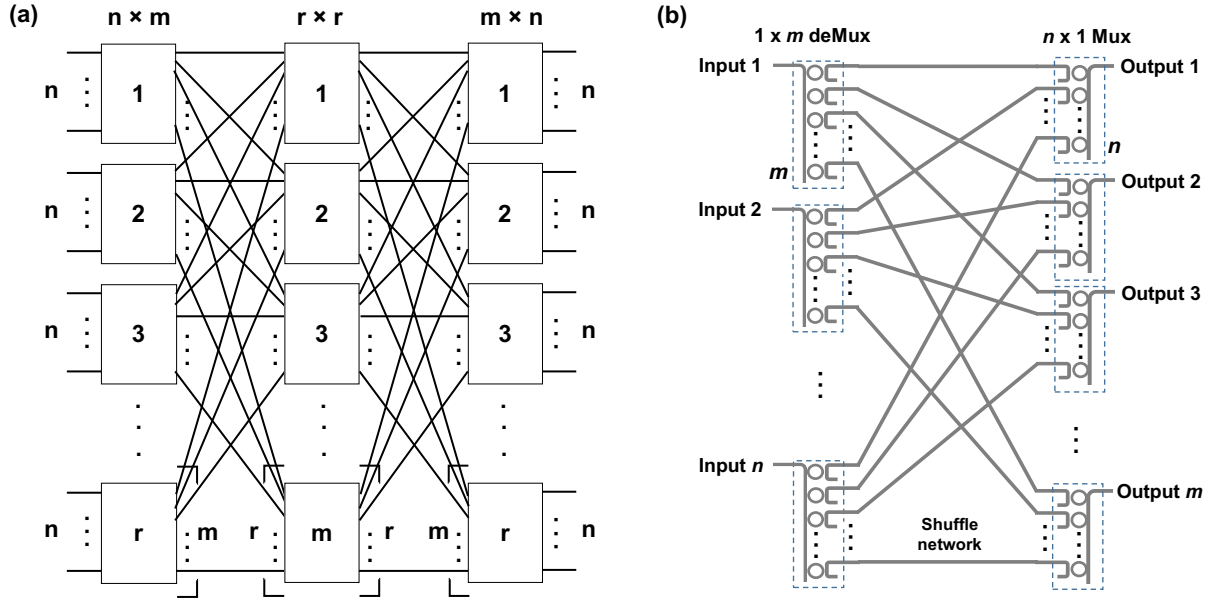 (a)
n × m r × r m × n
n 1 1 1 n
n 2 2 2 n
n 3 3 3 n
n r m r m r m r n
(b)
1 x m deMux n x 1 Mux
Input 1 Output 1
m n
Input 2 Output 2
Output 3
Input n Output m
Shuffle
network